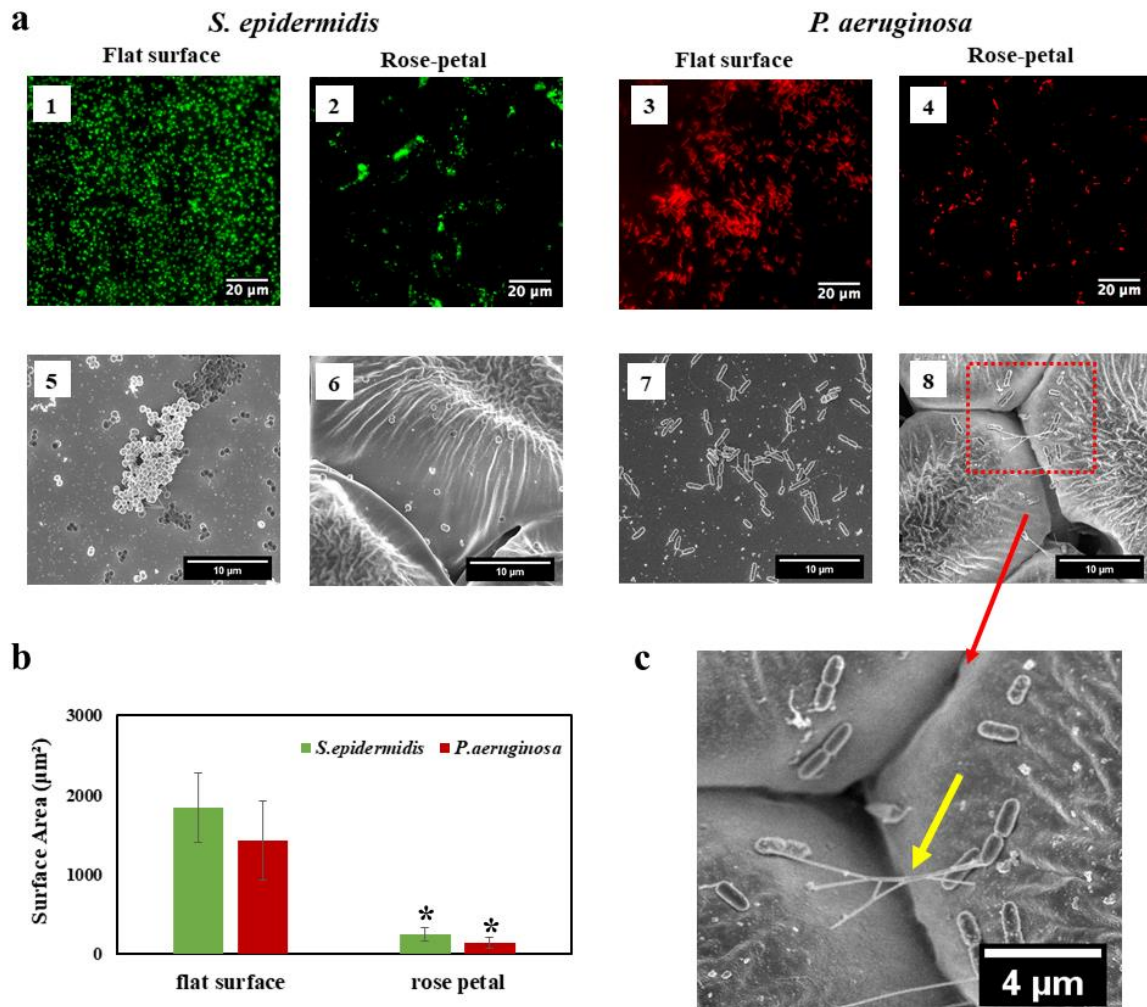 a
S. epidermidis
P. aeruginosa
Flat surface
Rose-petal
Flat surface
Rose-petal
1
2
3
4
20 µm
20 µm
20 µm
20 µm
5
6
7
8
10 µm
10 µm
10 µm
10 µm
b
c
3000
2000
1000
0
Surface Area (µm²)
S.epidermidis
P.aeruginosa
*
*
flat surface
rose petal
4 µm